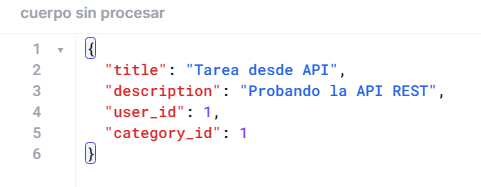 cuerpo sin procesar
1 {
2 "title": "Tarea desde API",
3 "description": "Probando la API REST",
4 "user_id": 1,
5 "category_id": 1
6 }